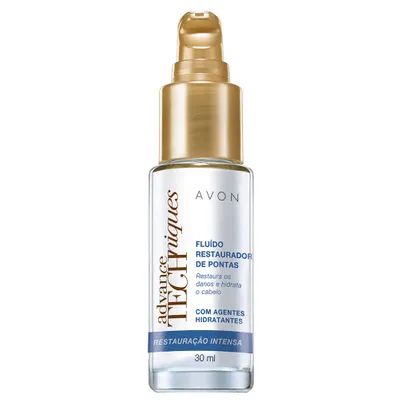 AVON
advance
TECHniques
FLUÍDO
RESTAURADOR
DE PONTAS
Restaura os
danos e hidrata
o cabelo
COM AGENTES
HIDRATANTES
RESTAURAÇÃO INTENSA
30 ml